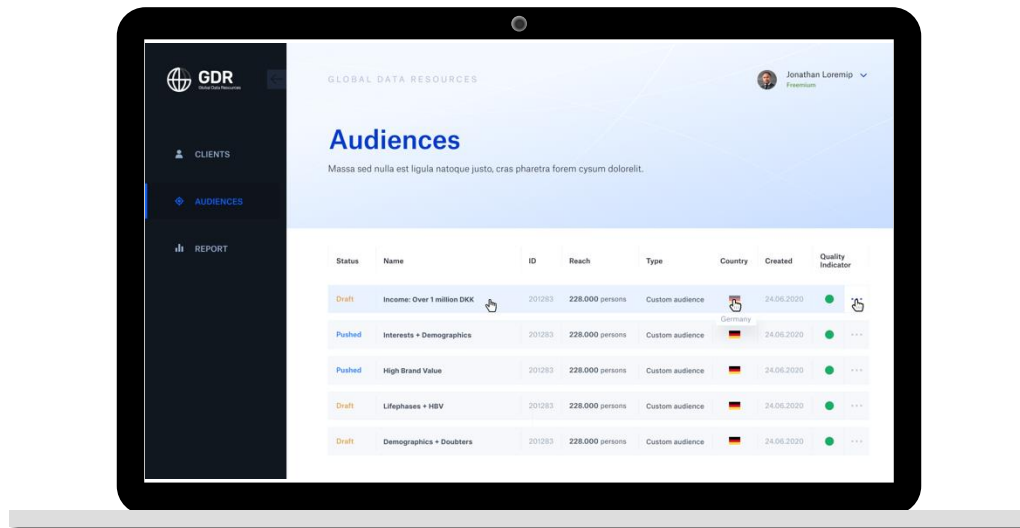 GDR
Global Data Resources
GLOBAL DATA RESOURCES
Jonathan Loremip
Freemium
CLIENTS
AUDIENCES
REPORT
Audiences
Massa sed nulla est ligula natoque justo, cras pharetra forem cysum dolorelit.
Status Name ID Reach Type Country Created Quality Indicator
Draft Income: Over 1 million DKK 201283 228.000 persons Custom audience 24.06.2020
Germany
Pushed Interests + Demographics 201283 228.000 persons Custom audience 24.06.2020
Pushed High Brand Value 201283 228.000 persons Custom audience 24.06.2020
Draft Lifephases + HBV 201283 228.000 persons Custom audience 24.06.2020
Draft Demographics + Doubters 201283 228.000 persons Custom audience 24.06.2020